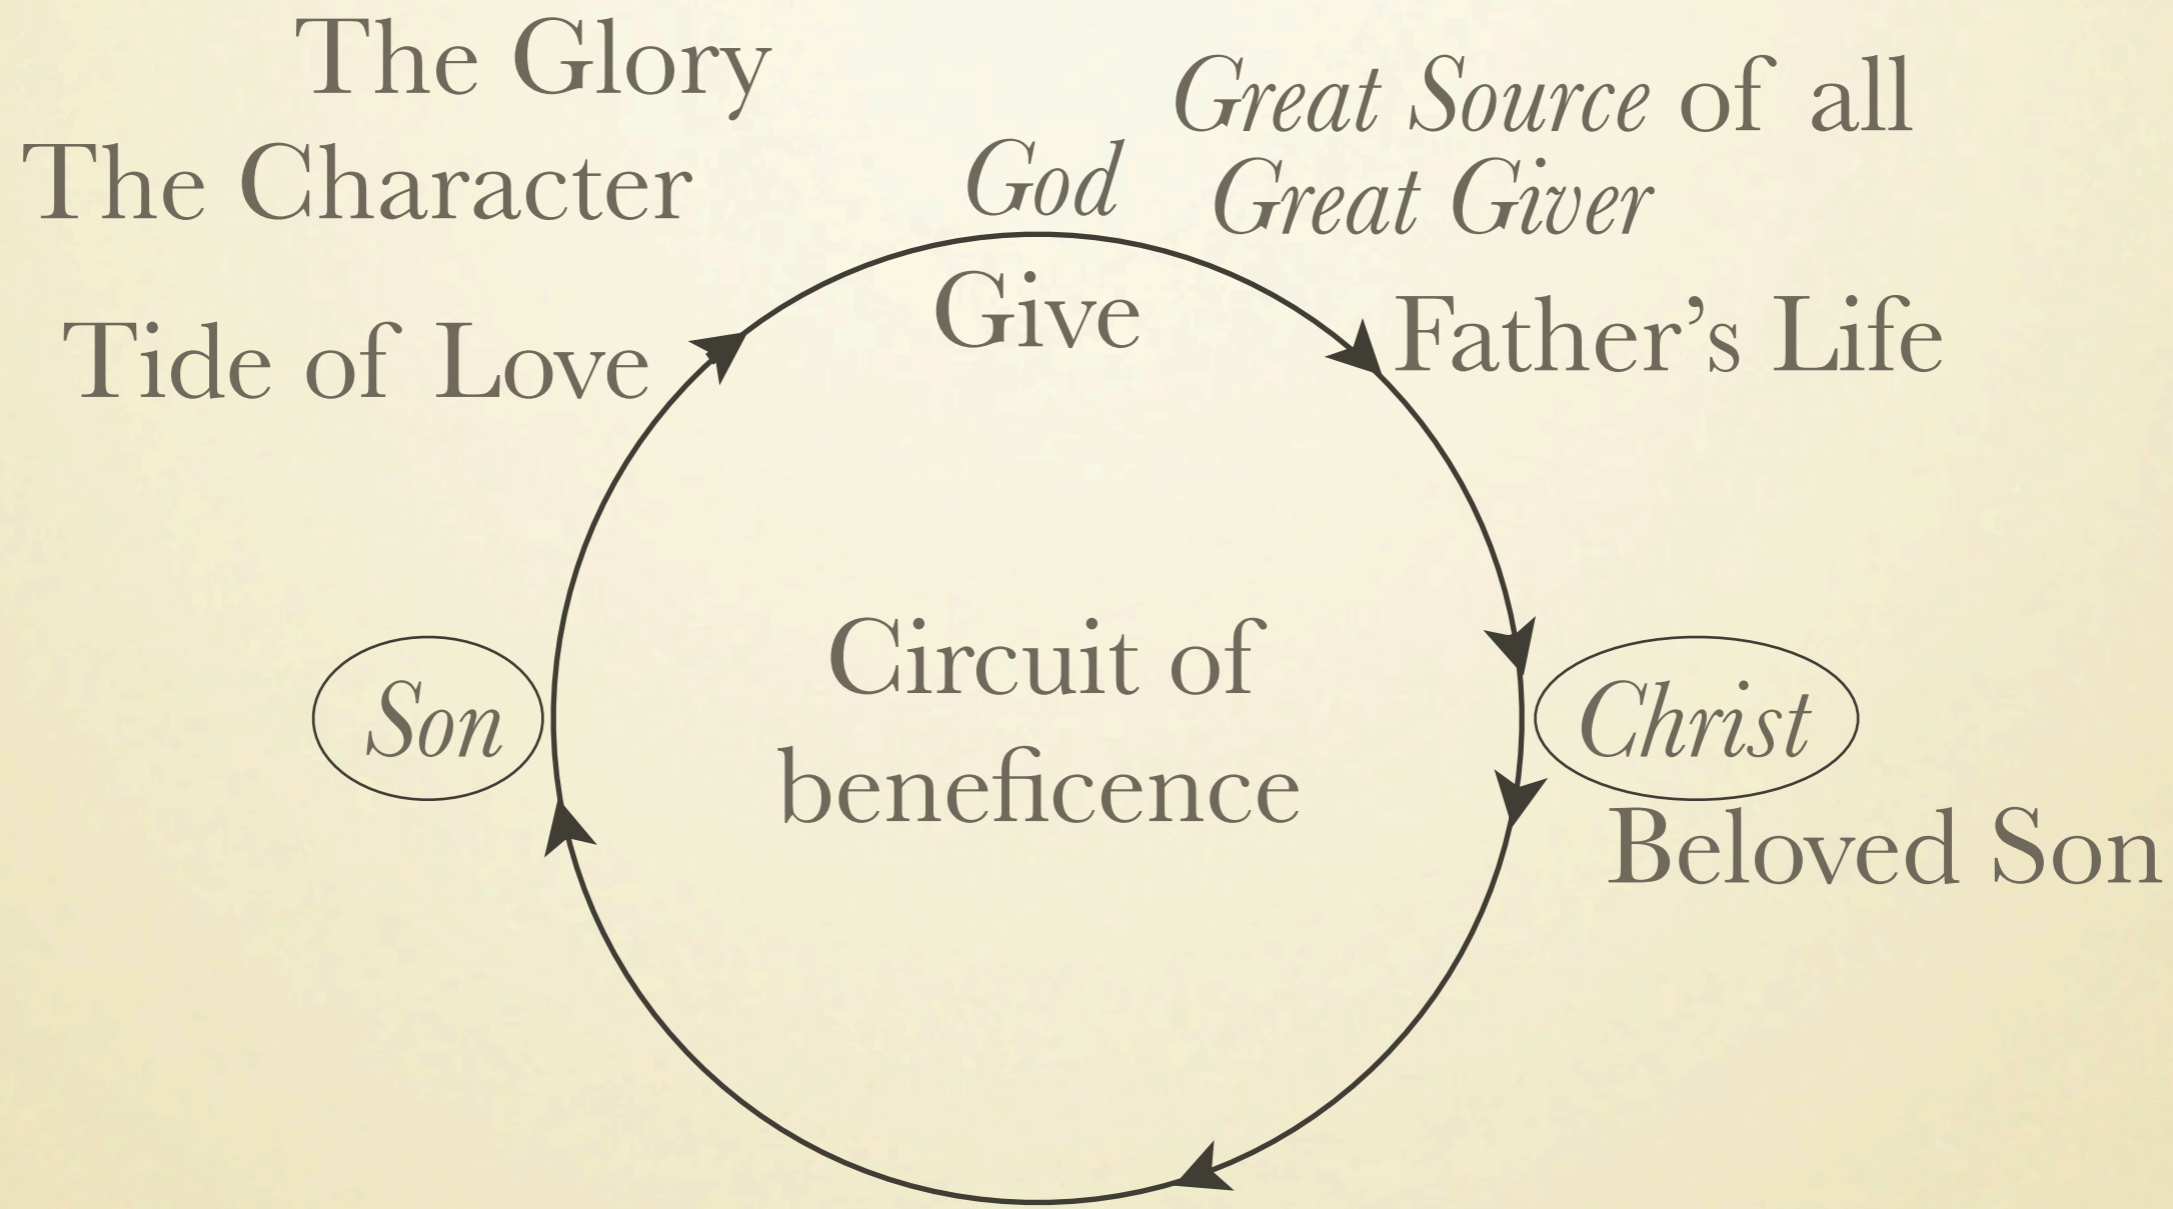 The Glory
The Character
Tide of Love
God
Great Source of all
Great Giver
Give
Father’s Life
Son
Circuit of
beneficence
Christ
Beloved Son